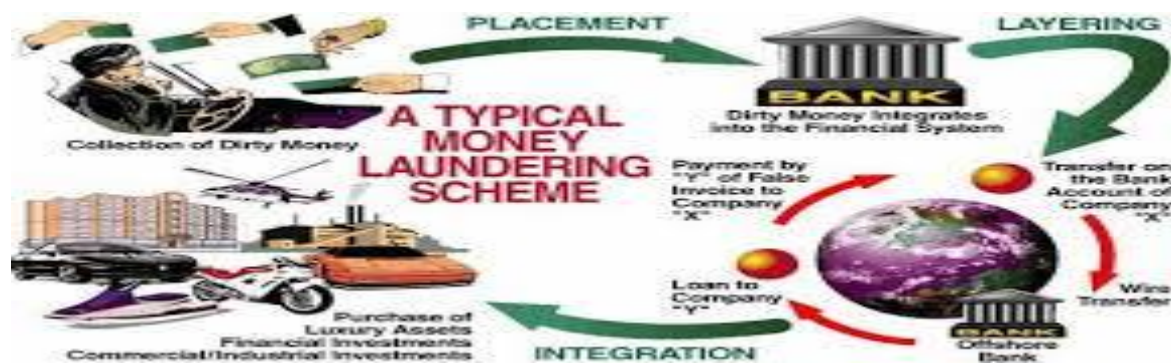 PLACEMENT
LAYERING
BANK
Dirty Money Integrates
Into the Financial System
Collection of Dirty Money
A TYPICAL
MONEY
LAUNDERING
SCHEME
Payment by
"Y" of False
Invoice to
Company
"X"
Transfer on
the Bank
Account of
Company
"X"
Loan to
Company
"Y"
Wire
Transfer
BANK
Offshore
Bank
Purchase of
Luxury Assets
Financial Investments
Commercial/Industrial Investments
INTEGRATION